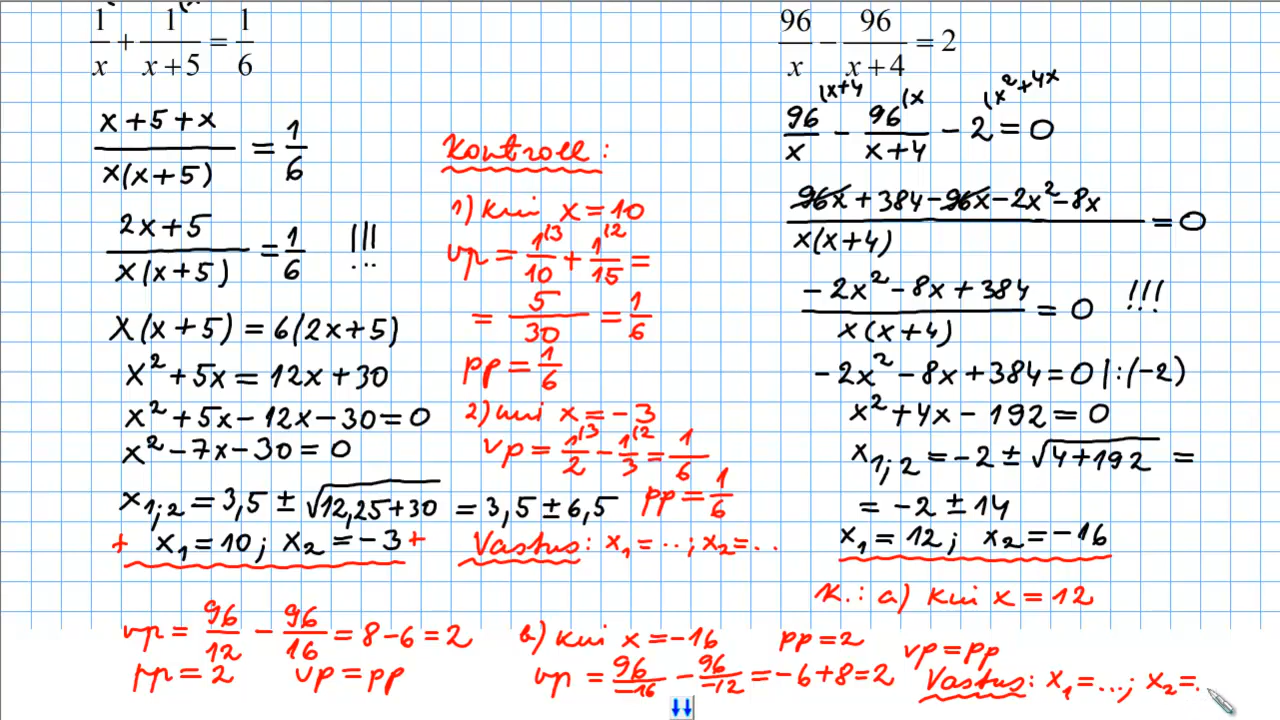 1/x + 1/(x+5) = 1/6
(x+5+x)/(x(x+5)) = 1/6
(2x+5)/(x(x+5)) = 1/6 !!!
x(x+5) = 6(2x+5)
x² + 5x = 12x + 30
x² + 5x - 12x - 30 = 0
x² - 7x - 30 = 0
x₁;₂ = 3,5 ± √(12,25+30) = 3,5 ± 6,5
+ x₁ = 10; x₂ = -3 +
Kontroll:
1) kui x = 10
vp = 1⁽³/10 + 1⁽²/15 =
= 5/30 = 1/6
pp = 1/6
2) kui x = -3
vp = 1⁽³/2 - 1⁽²/3 = 1/6
pp = 1/6
Vastus: x₁ = ..; x₂ = ..
96/x - 96/(x+4) = 2
96⁽ˣ⁺⁴/x - 96⁽ˣ/(x+4) - 2⁽ˣ²⁺⁴ˣ = 0
(96x + 384 - 96x - 2x² - 8x)/(x(x+4)) = 0
(-2x² - 8x + 384)/(x(x+4)) = 0 !!!
-2x² - 8x + 384 = 0 |:(-2)
x² + 4x - 192 = 0
x₁;₂ = -2 ± √(4+192) =
= -2 ± 14
x₁ = 12; x₂ = -16
K.: a) kui x = 12
vp = 96/12 - 96/16 = 8 - 6 = 2
pp = 2 vp = pp
b) kui x = -16 pp = 2
vp = 96/-16 - 96/-12 = -6 + 8 = 2
vp = pp
Vastus: x₁ = ...; x₂ = .